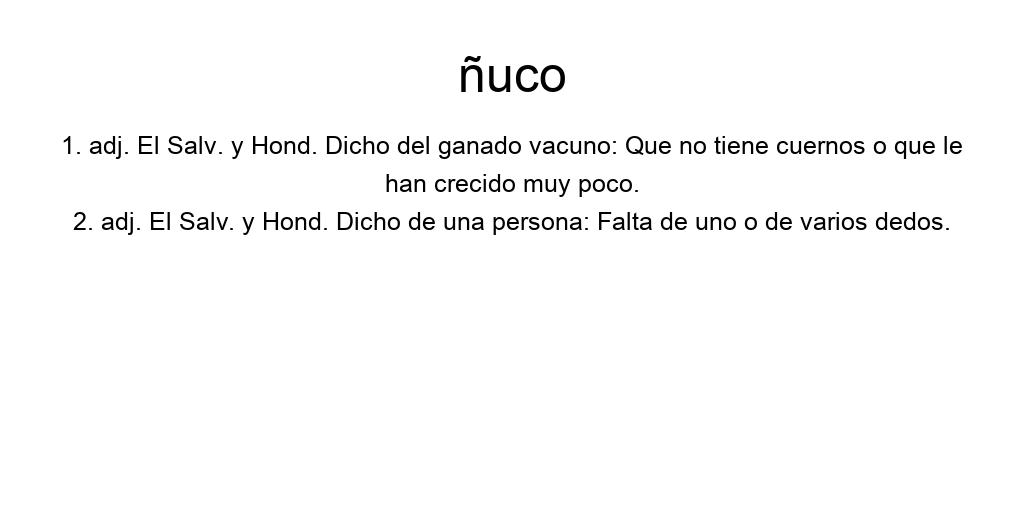 ñuco
1. adj. El Salv. y Hond. Dicho del ganado vacuno: Que no tiene cuernos o que le
han crecido muy poco.
2. adj. El Salv. y Hond. Dicho de una persona: Falta de uno o de varios dedos.